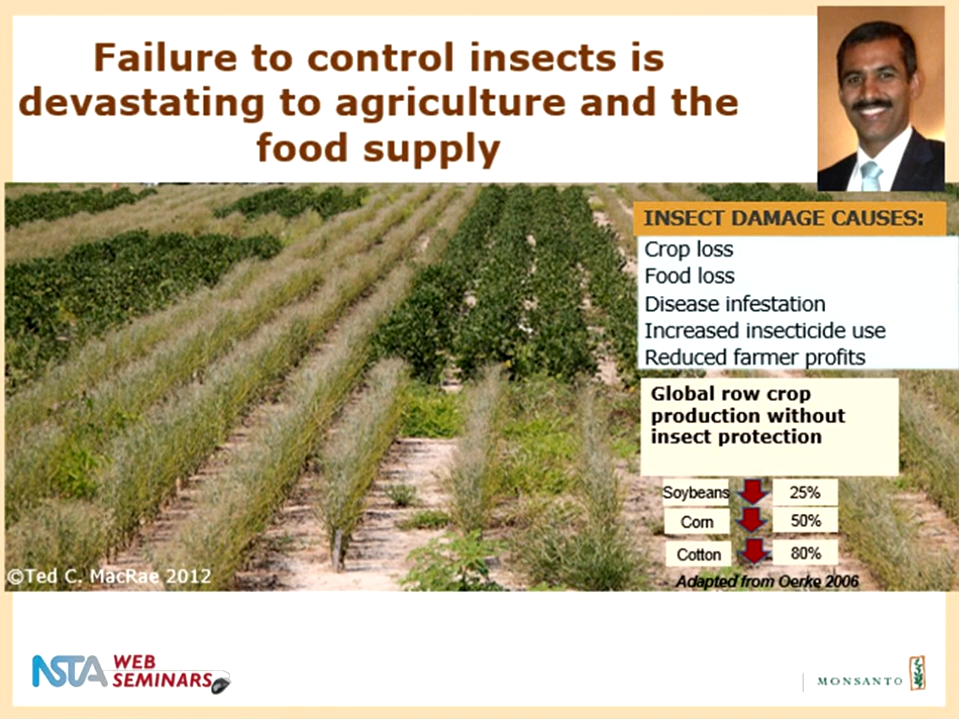 Failure to control insects is
devastating to agriculture and the
food supply
INSECT DAMAGE CAUSES:
Crop loss
Food loss
Disease infestation
Increased insecticide use
Reduced farmer profits
Global row crop
production without
insect protection
Soybeans 25%
Corn 50%
Cotton 80%
Adapted from Oerke 2006
©Ted C. MacRae 2012
NSTA WEB
SEMINARS
MONSANTO